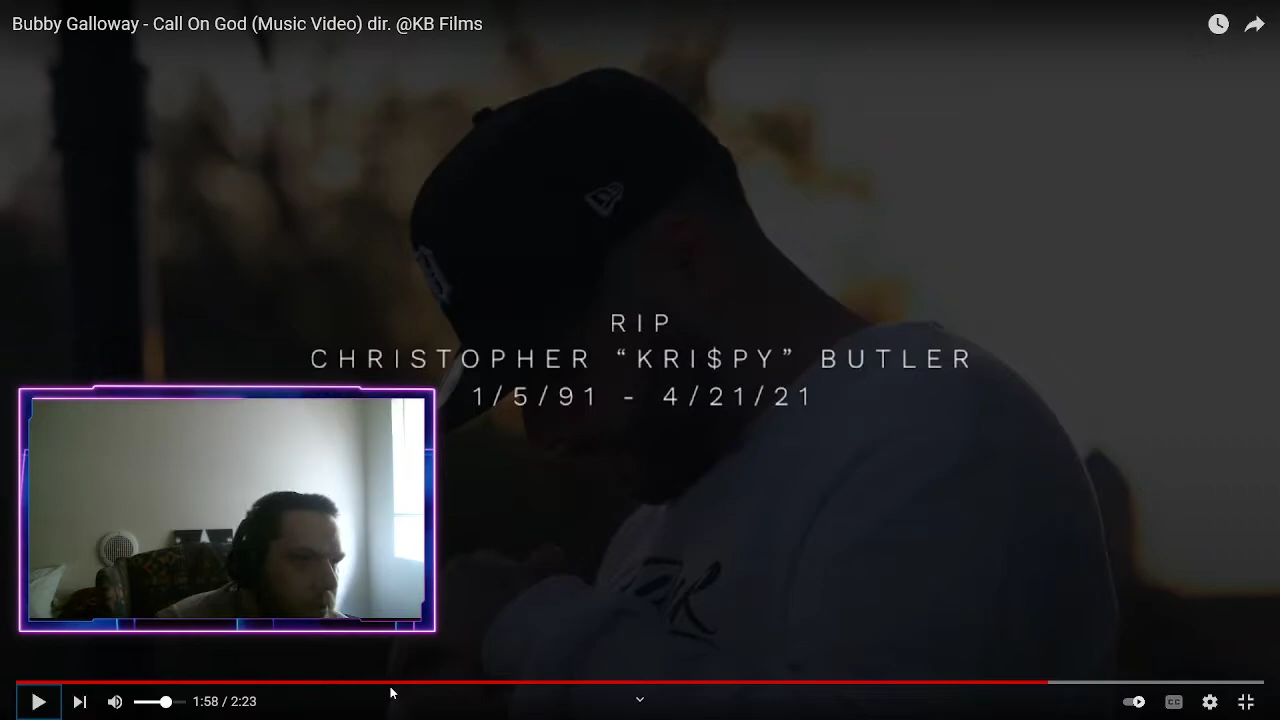 Bubby Galloway - Call On God (Music Video) dir. @KB Films
RIP
CHRISTOPHER “KRI$PY” BUTLER
1/5/91 - 4/21/21
1:58 / 2:23
CC